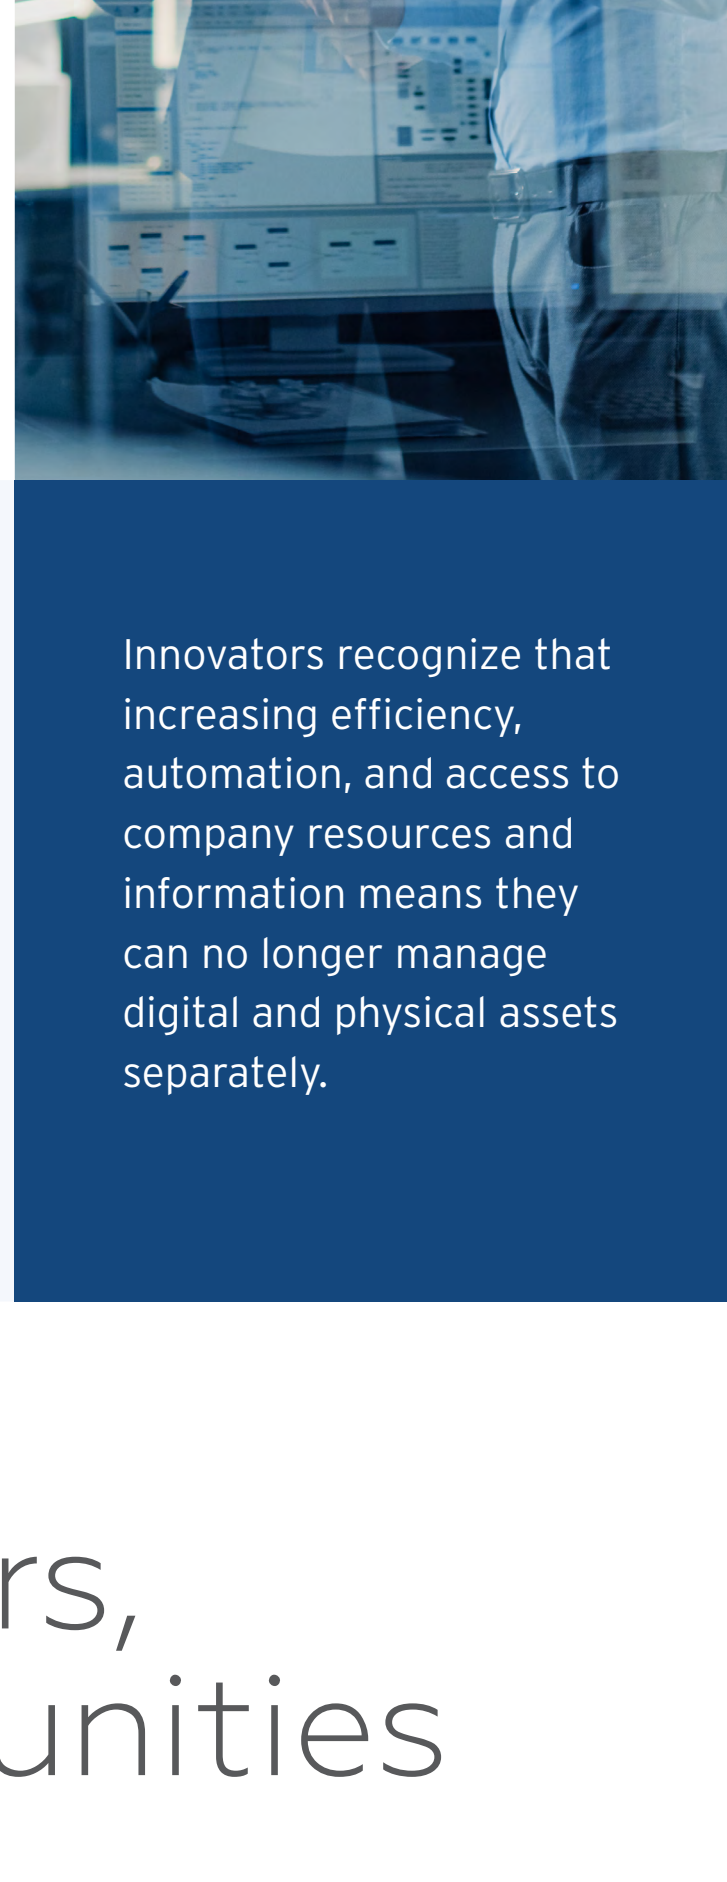 Innovators recognize that
increasing efficiency,
automation, and access to
company resources and
information means they
can no longer manage
digital and physical assets
separately.
rs,
unities